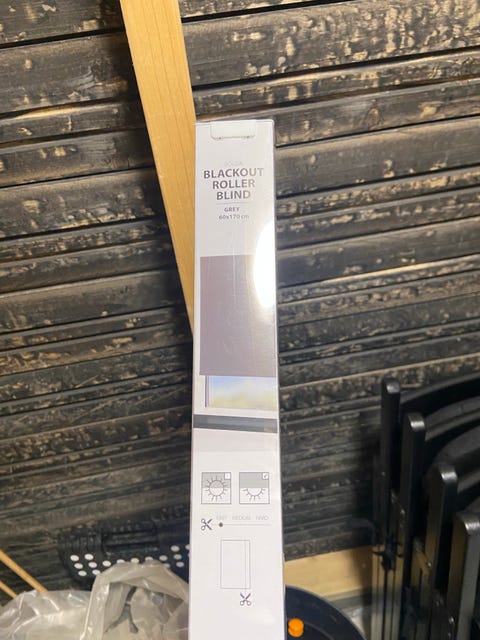 BLACKOUT
ROLLER
BLIND
GREY
60x170 cm
EASY MEDIUM HARD